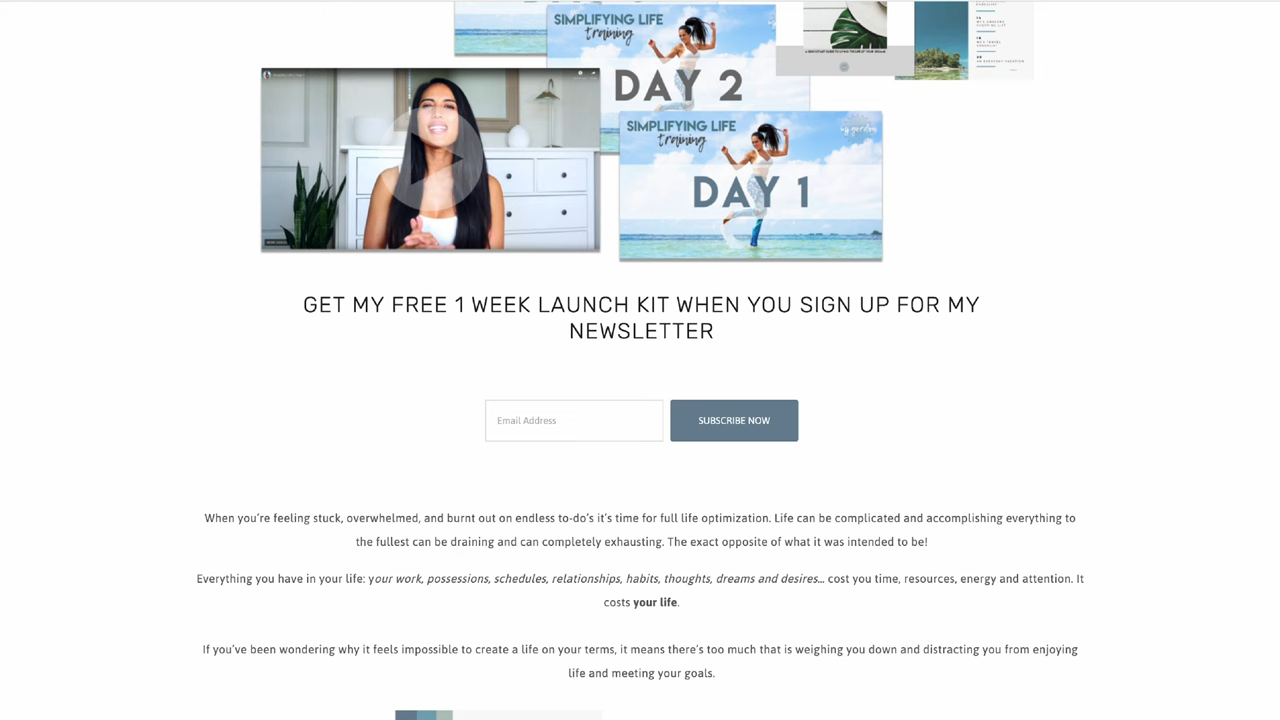 SIMPLIFYING LIFE
training
DAY 2
SIMPLIFYING LIFE
training
DAY 1
GET MY FREE 1 WEEK LAUNCH KIT WHEN YOU SIGN UP FOR MY
NEWSLETTER
Email Address
SUBSCRIBE NOW
When you’re feeling stuck, overwhelmed, and burnt out on endless to-do’s it’s time for full life optimization. Life can be complicated and accomplishing everything to
the fullest can be draining and can completely exhausting. The exact opposite of what it was intended to be!
Everything you have in your life: your work, possessions, schedules, relationships, habits, thoughts, dreams and desires… cost you time, resources, energy and attention. It
costs your life.
If you’ve been wondering why it feels impossible to create a life on your terms, it means there’s too much that is weighing you down and distracting you from enjoying
life and meeting your goals.